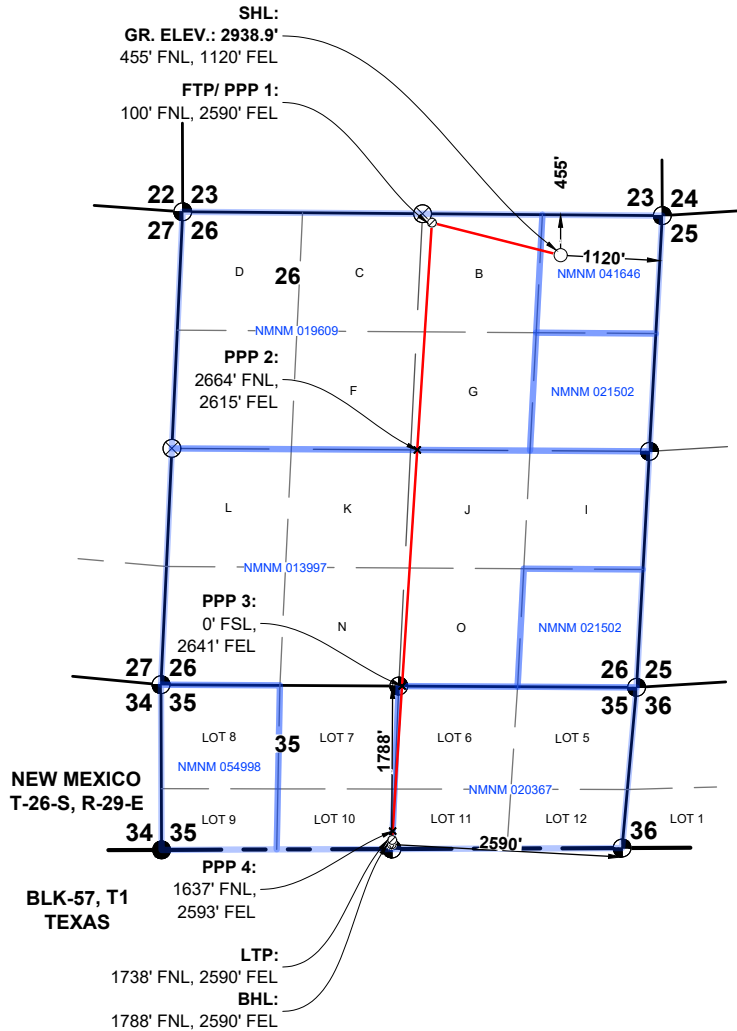 SHL:
GR. ELEV.: 2938.9'
455' FNL, 1120' FEL
FTP/ PPP 1:
100' FNL, 2590' FEL
455'
22 23
23 24
27 26
25
1120'
D
26
C
B
NMNM 041646
NMNM 019609
PPP 2:
2664' FNL,
2615' FEL
F
G
NMNM 021502
L
K
J
I
NMNM 013997
PPP 3:
0' FSL,
2641' FEL
N
O
NMNM 021502
27 26
26 25
34 35
35 36
LOT 8
35
LOT 7
1788'
LOT 6
LOT 5
NMNM 054998
NEW MEXICO
T-26-S, R-29-E
NMNM 020367
LOT 9
LOT 10
LOT 11
LOT 12
LOT 1
34 35
2590'
36
PPP 4:
1637' FNL,
2593' FEL
BLK-57, T1
TEXAS
LTP:
1738' FNL, 2590' FEL
BHL:
1788' FNL, 2590' FEL